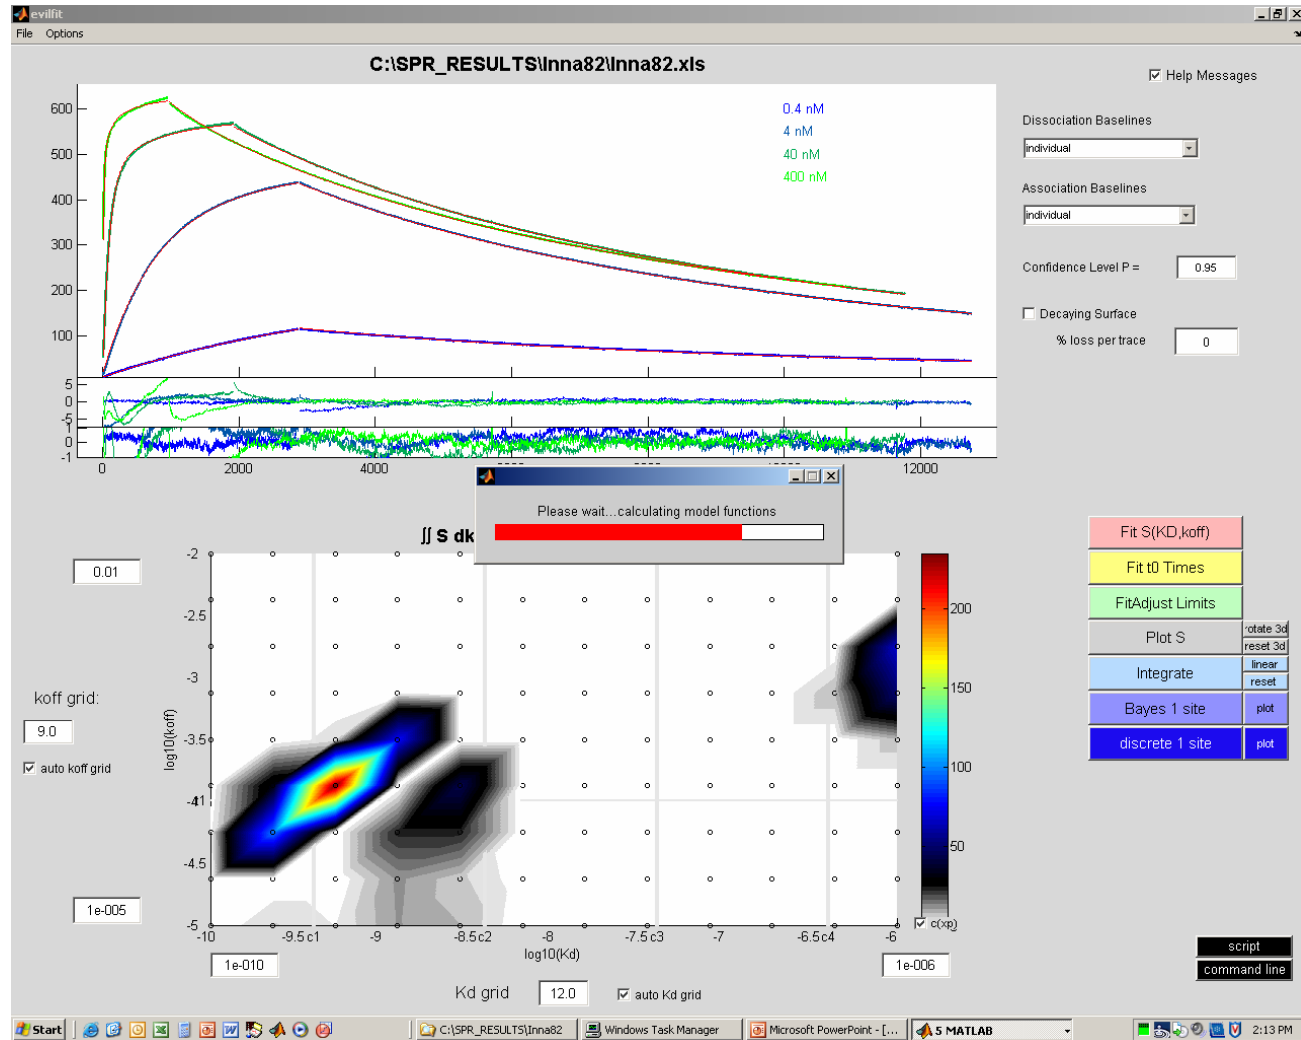 evilfit
File Options
C:\SPR_RESULTS\Inna82\Inna82.xls
Help Messages
600
500
400
300
200
100
0.4 nM
4 nM
40 nM
400 nM
Dissociation Baselines
individual
Association Baselines
individual
Confidence Level P = 0.95
Decaying Surface
% loss per trace 0
5
0
-5
1
0
-1
0 2000 4000 12000
Please wait...calculating model functions
∫∫ S dk
0.01
koff grid:
9.0
auto koff grid
1e-005
log10(koff)
-2
-2.5
-3
-3.5
-41
-4.5
-5
-10 -9.5 c1 -9 -8.5 c2 -8 -7.5 c3 -7 -6.5 c4 -6
log10(Kd)
200
150
100
50
c(xp)
1e-010
1e-006
Kd grid 12.0 auto Kd grid
Fit S(KD,koff)
Fit t0 Times
FitAdjust Limits
Plot S
rotate 3d
reset 3d
Integrate
linear
reset
Bayes 1 site plot
discrete 1 site plot
script
command line
Start C:\SPR_RESULTS\Inna82 Windows Task Manager Microsoft PowerPoint - [... 5 MATLAB 2:13 PM